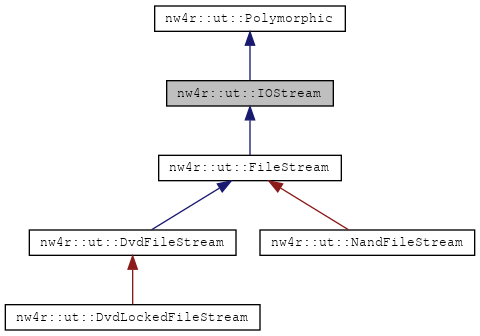 nw4r::ut::Polymorphic
nw4r::ut::IOStream
nw4r::ut::FileStream
nw4r::ut::DvdFileStream
nw4r::ut::NandFileStream
nw4r::ut::DvdLockedFileStream